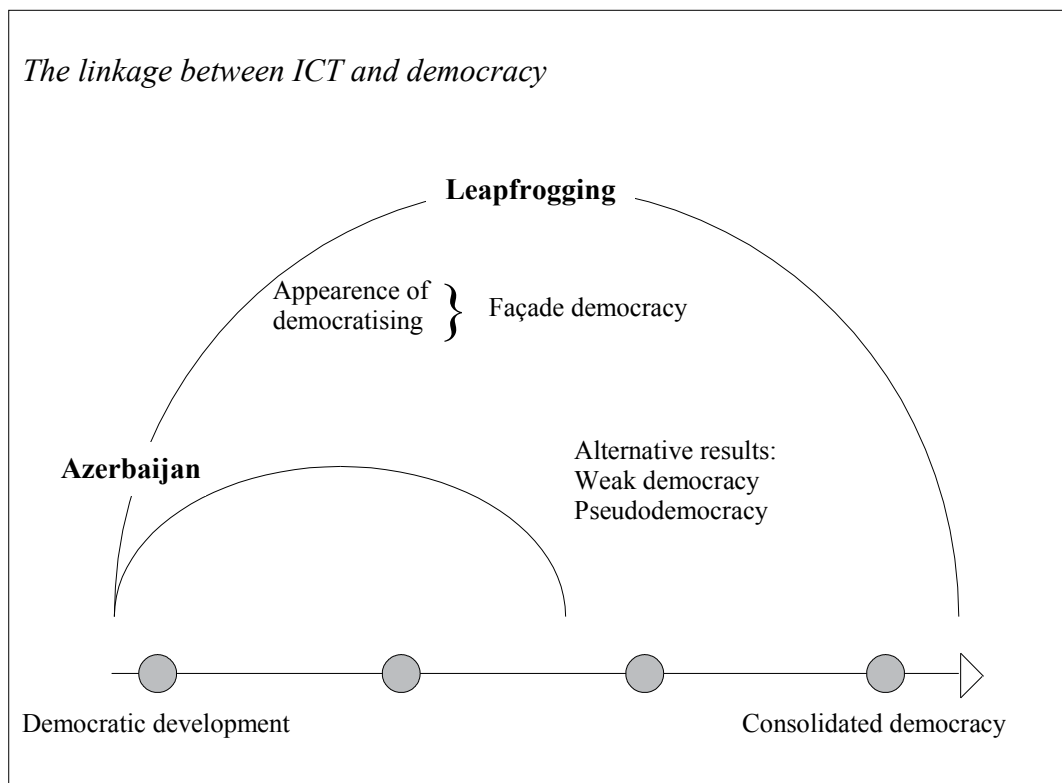 The linkage between ICT and democracy
Leapfrogging
Appearence of
democratising
Façade democracy
Azerbaijan
Alternative results:
Weak democracy
Pseudodemocracy
Democratic development
Consolidated democracy